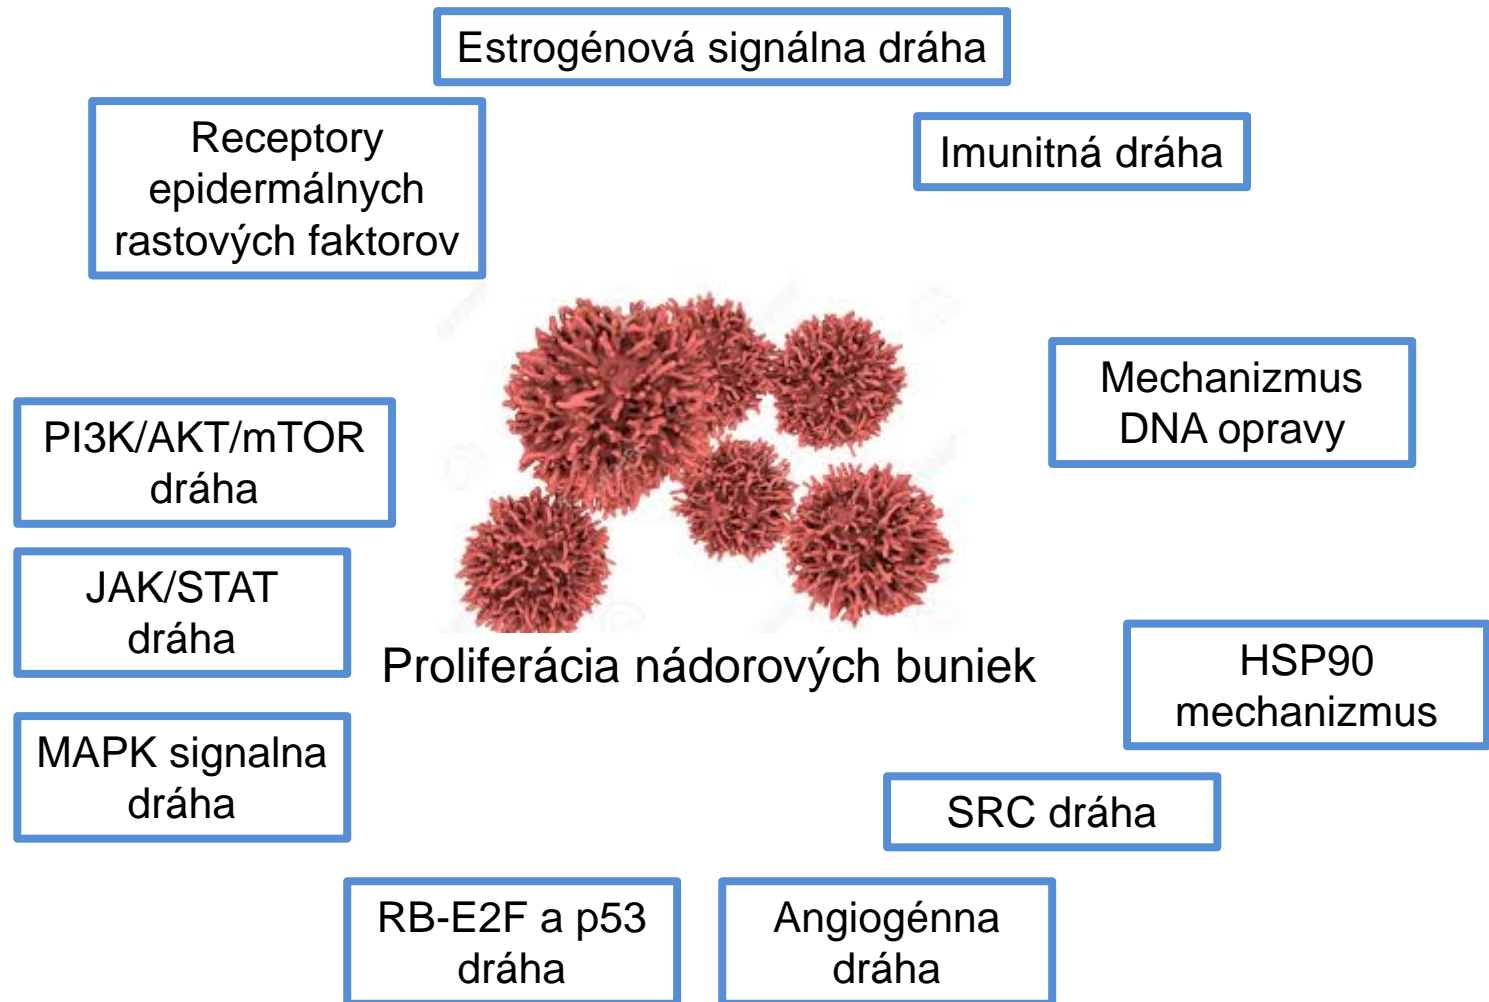 Estrogénová signálna dráha
Receptory
epidermálnych
rastových faktorov
Imunitná dráha
Mechanizmus
DNA opravy
PI3K/AKT/mTOR
dráha
JAK/STAT
dráha
Proliferácia nádorových buniek
HSP90
mechanizmus
MAPK signalna
dráha
SRC dráha
RB-E2F a p53
dráha
Angiogénna
dráha